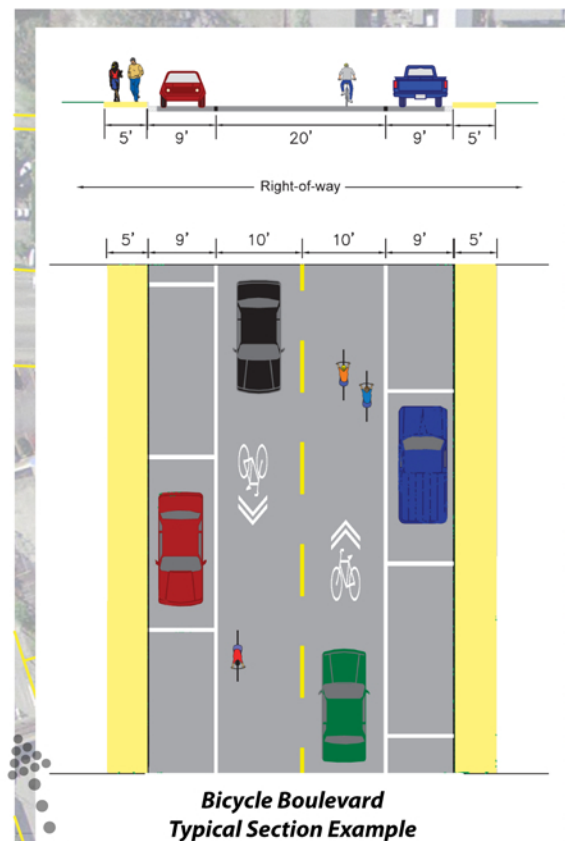 5' 9' 20' 9' 5'
Right-of-way
5' 9' 10' 10' 9' 5'
Bicycle Boulevard
Typical Section Example